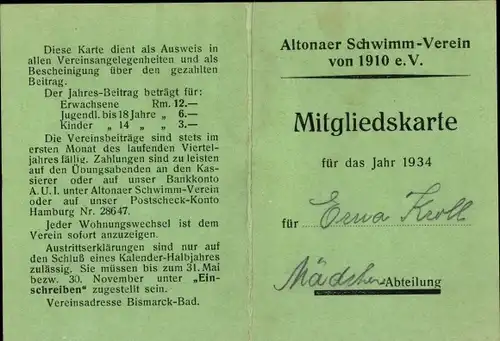 Diese Karte dient als Ausweis in
allen Vereinsangelegenheiten und als
Bescheinigung über den gezahlten
Beitrag.
Der Jahres-Beitrag beträgt für:
Erwachsene Rm. 12.—
Jugendl. bis 18 Jahre „ 6.—
Kinder „ 14 „ „ 3.—
Die Vereinsbeiträge sind stets im
ersten Monat des laufenden Viertel-
jahres fällig. Zahlungen sind zu leisten
auf den Übungsabenden an den Kas-
sierer oder auf unser Bankkonto
A.U.I. unter Altonaer Schwimm-Verein
oder auf unser Postscheck-Konto
Hamburg Nr. 28647.
Jeder Wohnungswechsel ist dem
Verein sofort anzuzeigen.
Austrittserklärungen sind nur auf
den Schluß eines Kalender-Halbjahres
zulässig. Sie müssen bis zum 31. Mai
bezw. 30. November unter „Ein-
schreiben“ zugestellt sein.
Vereinsadresse Bismarck-Bad.
Altonaer Schwimm-Verein
von 1910 e.V.
Mitgliedskarte
für das Jahr 1934
für Erna Kroll
Mädchen Abteilung